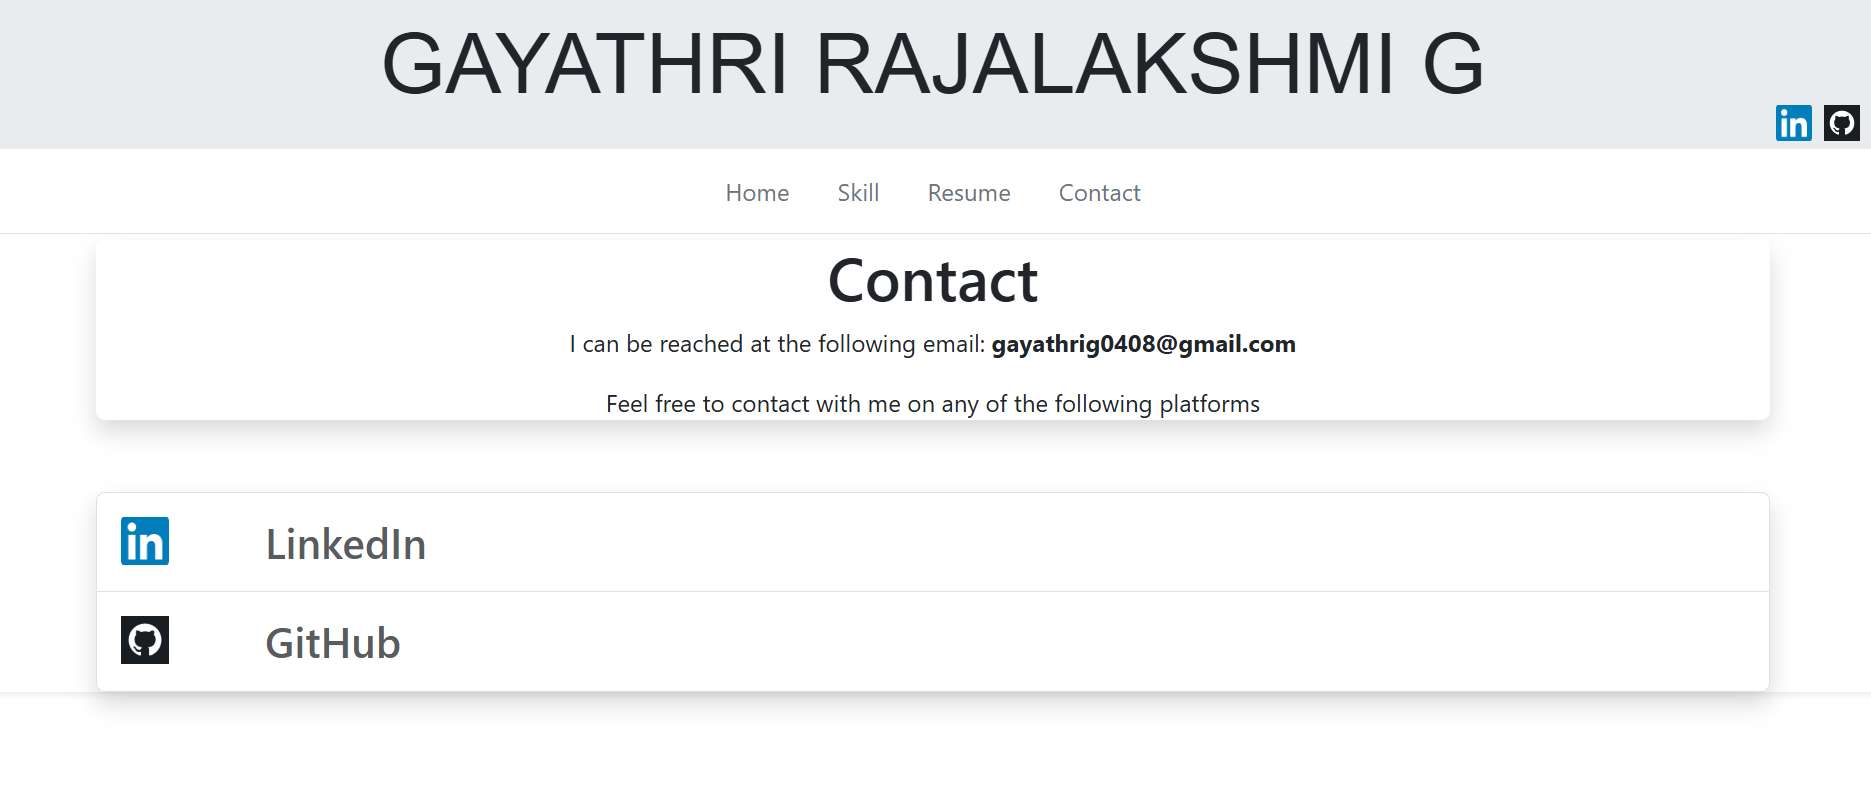 GAYATHRI RAJALAKSHMI G
in
Home Skill Resume Contact
Contact
I can be reached at the following email: gayathrig0408@gmail.com
Feel free to contact with me on any of the following platforms
in LinkedIn
GitHub